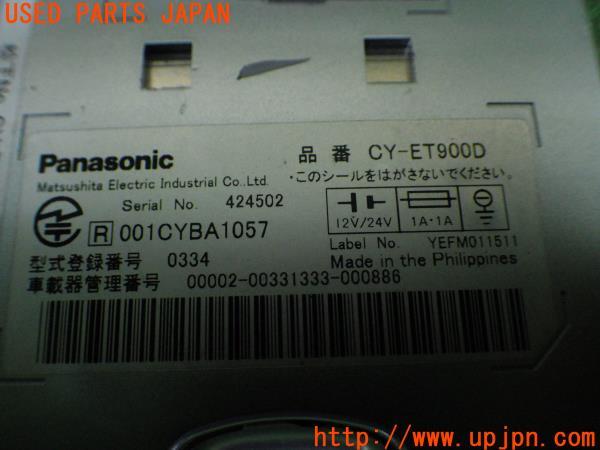 USED PARTS JAPAN
Panasonic
品 番 CY-ET900D
Matsushita Electric Industrial Co.,Ltd.
・このシールをはがさないでください。
Serial No. 424502
R 001CYBA1057
12V/24V
1A・1A
Label No. YEFM011511
型式登録番号 0334
Made in the Philippines
車載器管理番号 00002-00331333-000886
UPJ
http://www.upjpn.com